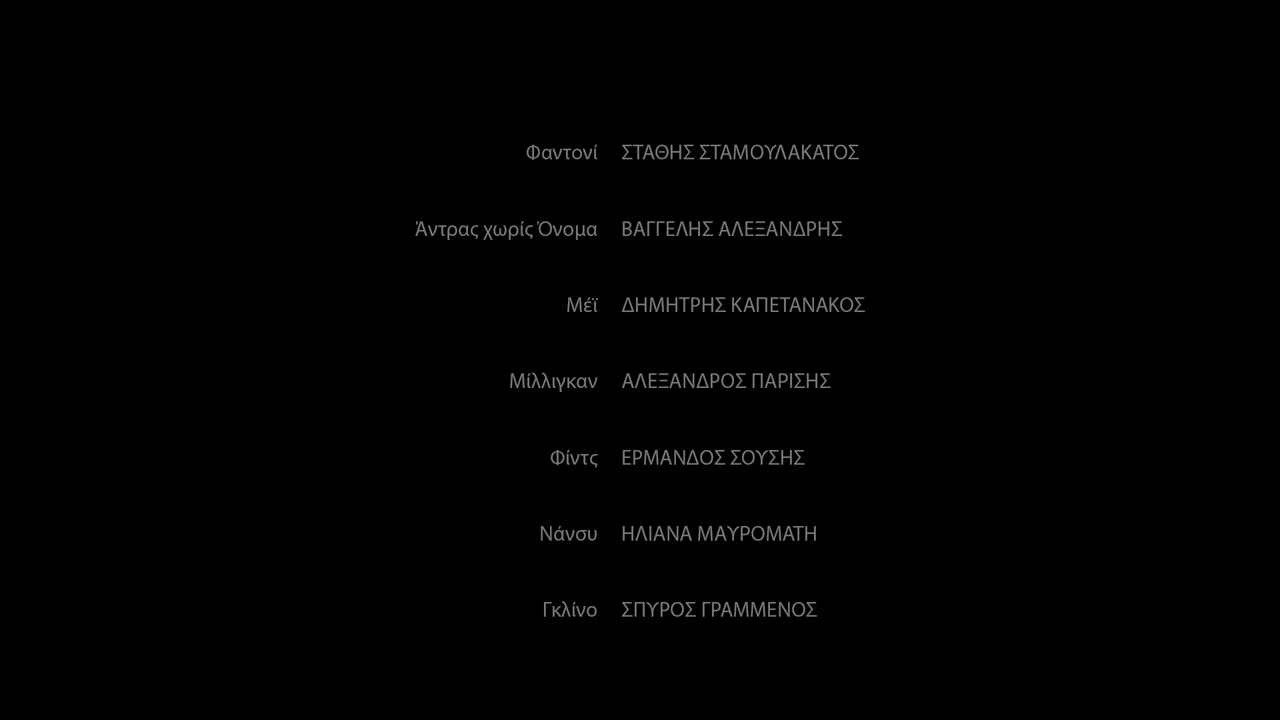 Φαντονί ΣΤΑΘΗΣ ΣΤΑΜΟΥΛΑΚΑΤΟΣ
Άντρας χωρίς Όνομα ΒΑΓΓΕΛΗΣ ΑΛΕΞΑΝΔΡΗΣ
Μέϊ ΔΗΜΗΤΡΗΣ ΚΑΠΕΤΑΝΑΚΟΣ
Μίλλιγκαν ΑΛΕΞΑΝΔΡΟΣ ΠΑΡΙΣΗΣ
Φίντς ΕΡΜΑΝΔΟΣ ΣΟΥΣΗΣ
Νάνσυ ΗΛΙΑΝΑ ΜΑΥΡΟΜΑΤΗ
Γκλίνο ΣΠΥΡΟΣ ΓΡΑΜΜΕΝΟΣ